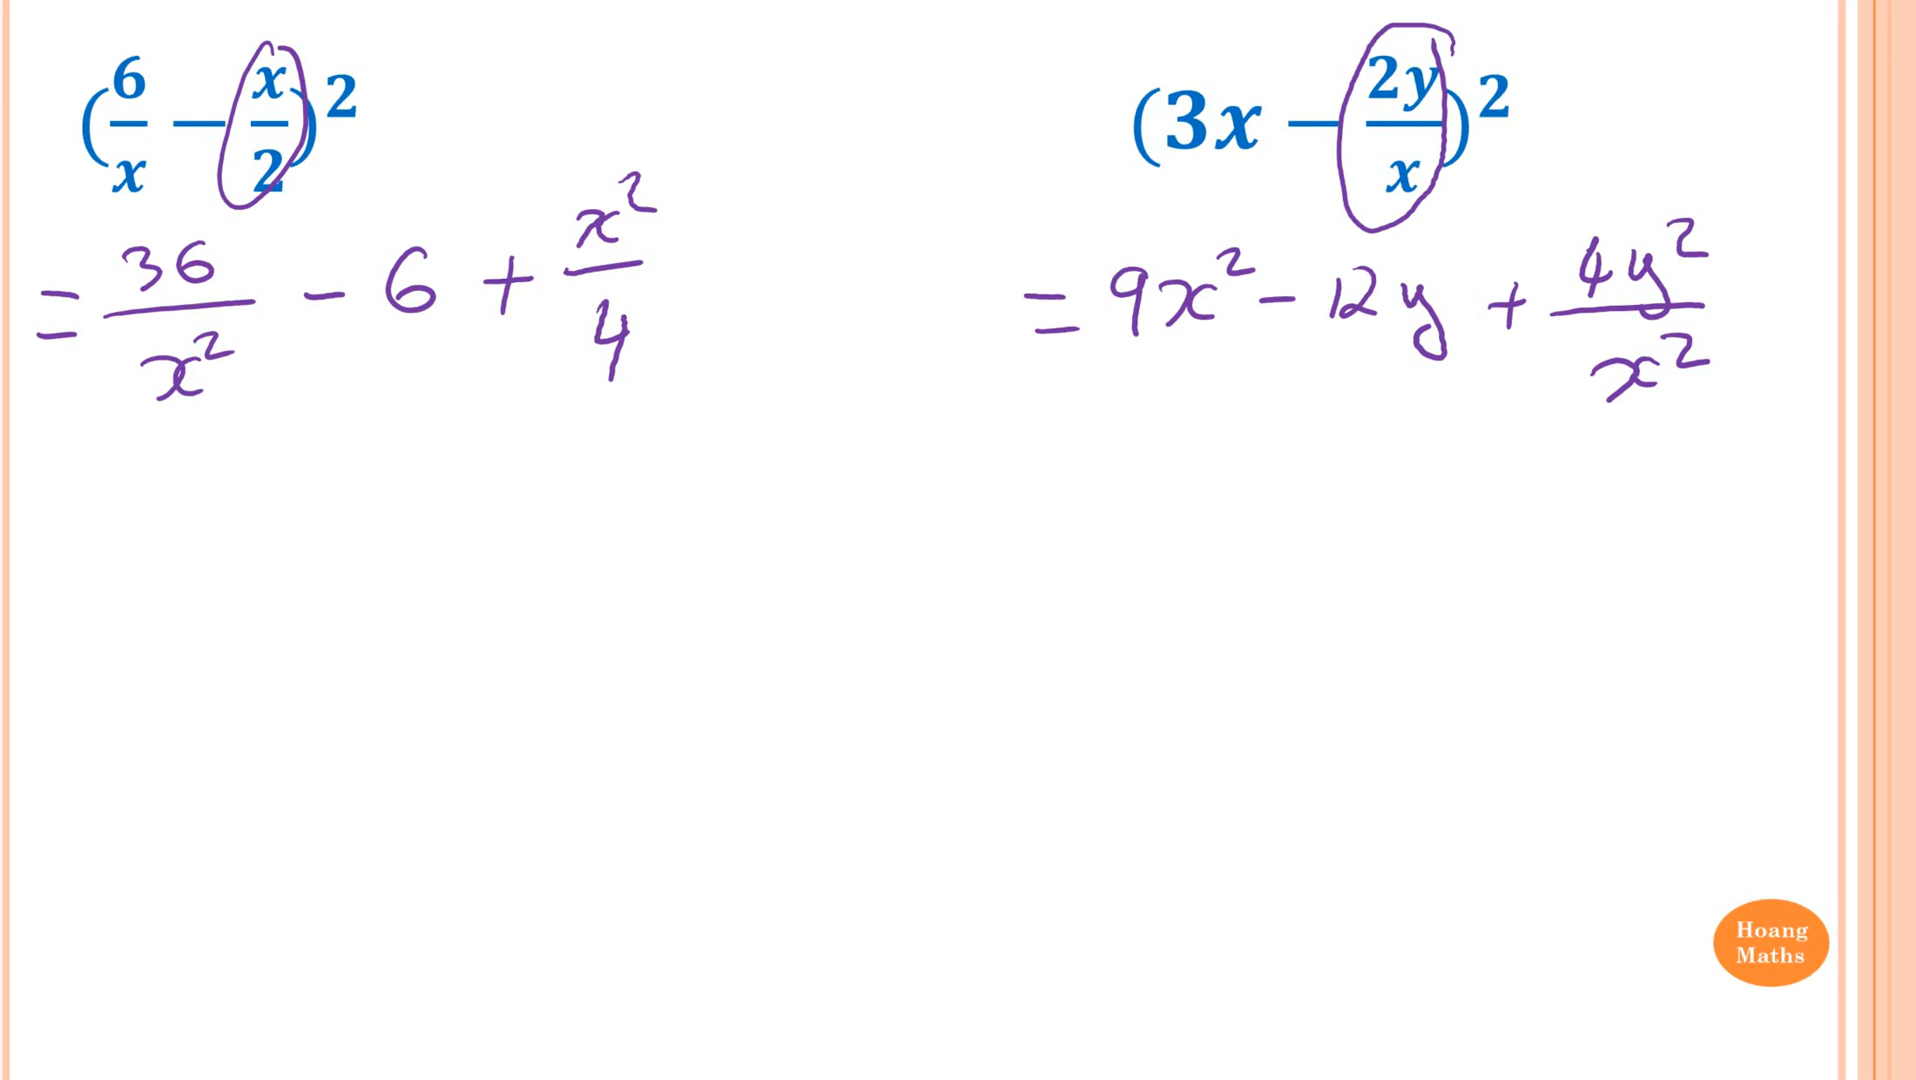 (6/x − x/2)²
= 36/x² - 6 + x²/4
(3x − 2y/x)²
= 9x² - 12y + 4y²/x²
Hoang
Maths